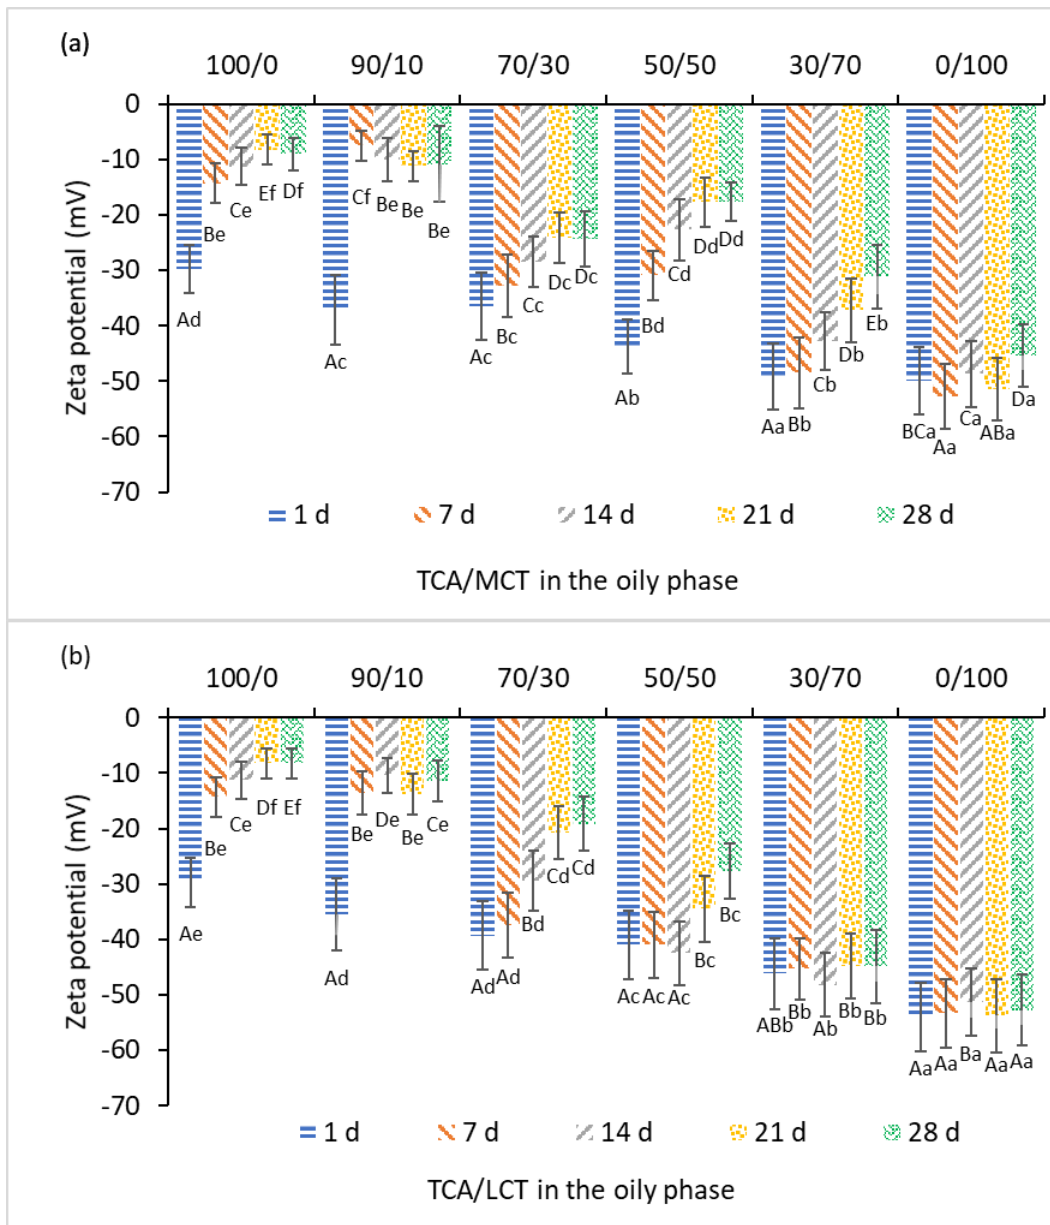 (a)
100/0 90/10 70/30 50/50 30/70 0/100
0
-10
-20
-30
-40
-50
-60
-70
Zeta potential (mV)
Ad Be Ce Ef Df
Ac Cf Be Be Be
Ac Bc Cc Dc Dc
Ab Bd Cd Dd Dd
Aa Bb Cb Db Eb
BCa Aa Ca ABa Da
1 d 7 d 14 d 21 d 28 d
TCA/MCT in the oily phase
(b)
100/0 90/10 70/30 50/50 30/70 0/100
0
-10
-20
-30
-40
-50
-60
-70
Zeta potential (mV)
Ae Be Ce Df Ef
Ad Be De Be Ce
Ad Ad Bd Cd Cd
Ac Ac Ac Bc Bc
ABb Bb Ab Bb Bb
Aa Aa Ba Aa Aa
1 d 7 d 14 d 21 d 28 d
TCA/LCT in the oily phase